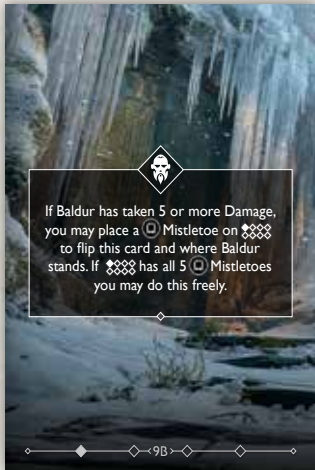 If Baldur has taken 5 or more Damage,
you may place a Mistletoe on
to flip this card and where Baldur
stands. If has all 5 Mistletoes
you may do this freely.
9B